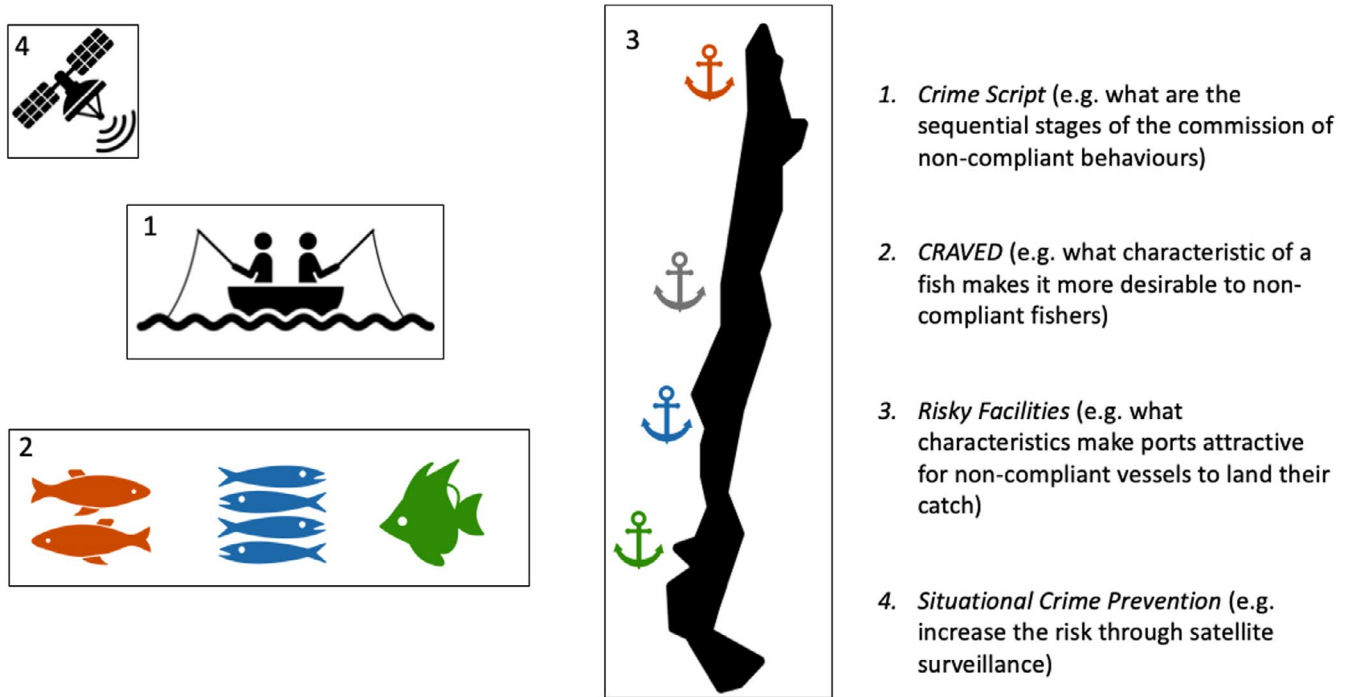 4
1
2
3
1. Crime Script (e.g. what are the
sequential stages of the commission of
non-compliant behaviours)
2. CRAVED (e.g. what characteristic of a
fish makes it more desirable to non-
compliant fishers)
3. Risky Facilities (e.g. what
characteristics make ports attractive
for non-compliant vessels to land their
catch)
4. Situational Crime Prevention (e.g.
increase the risk through satellite
surveillance)